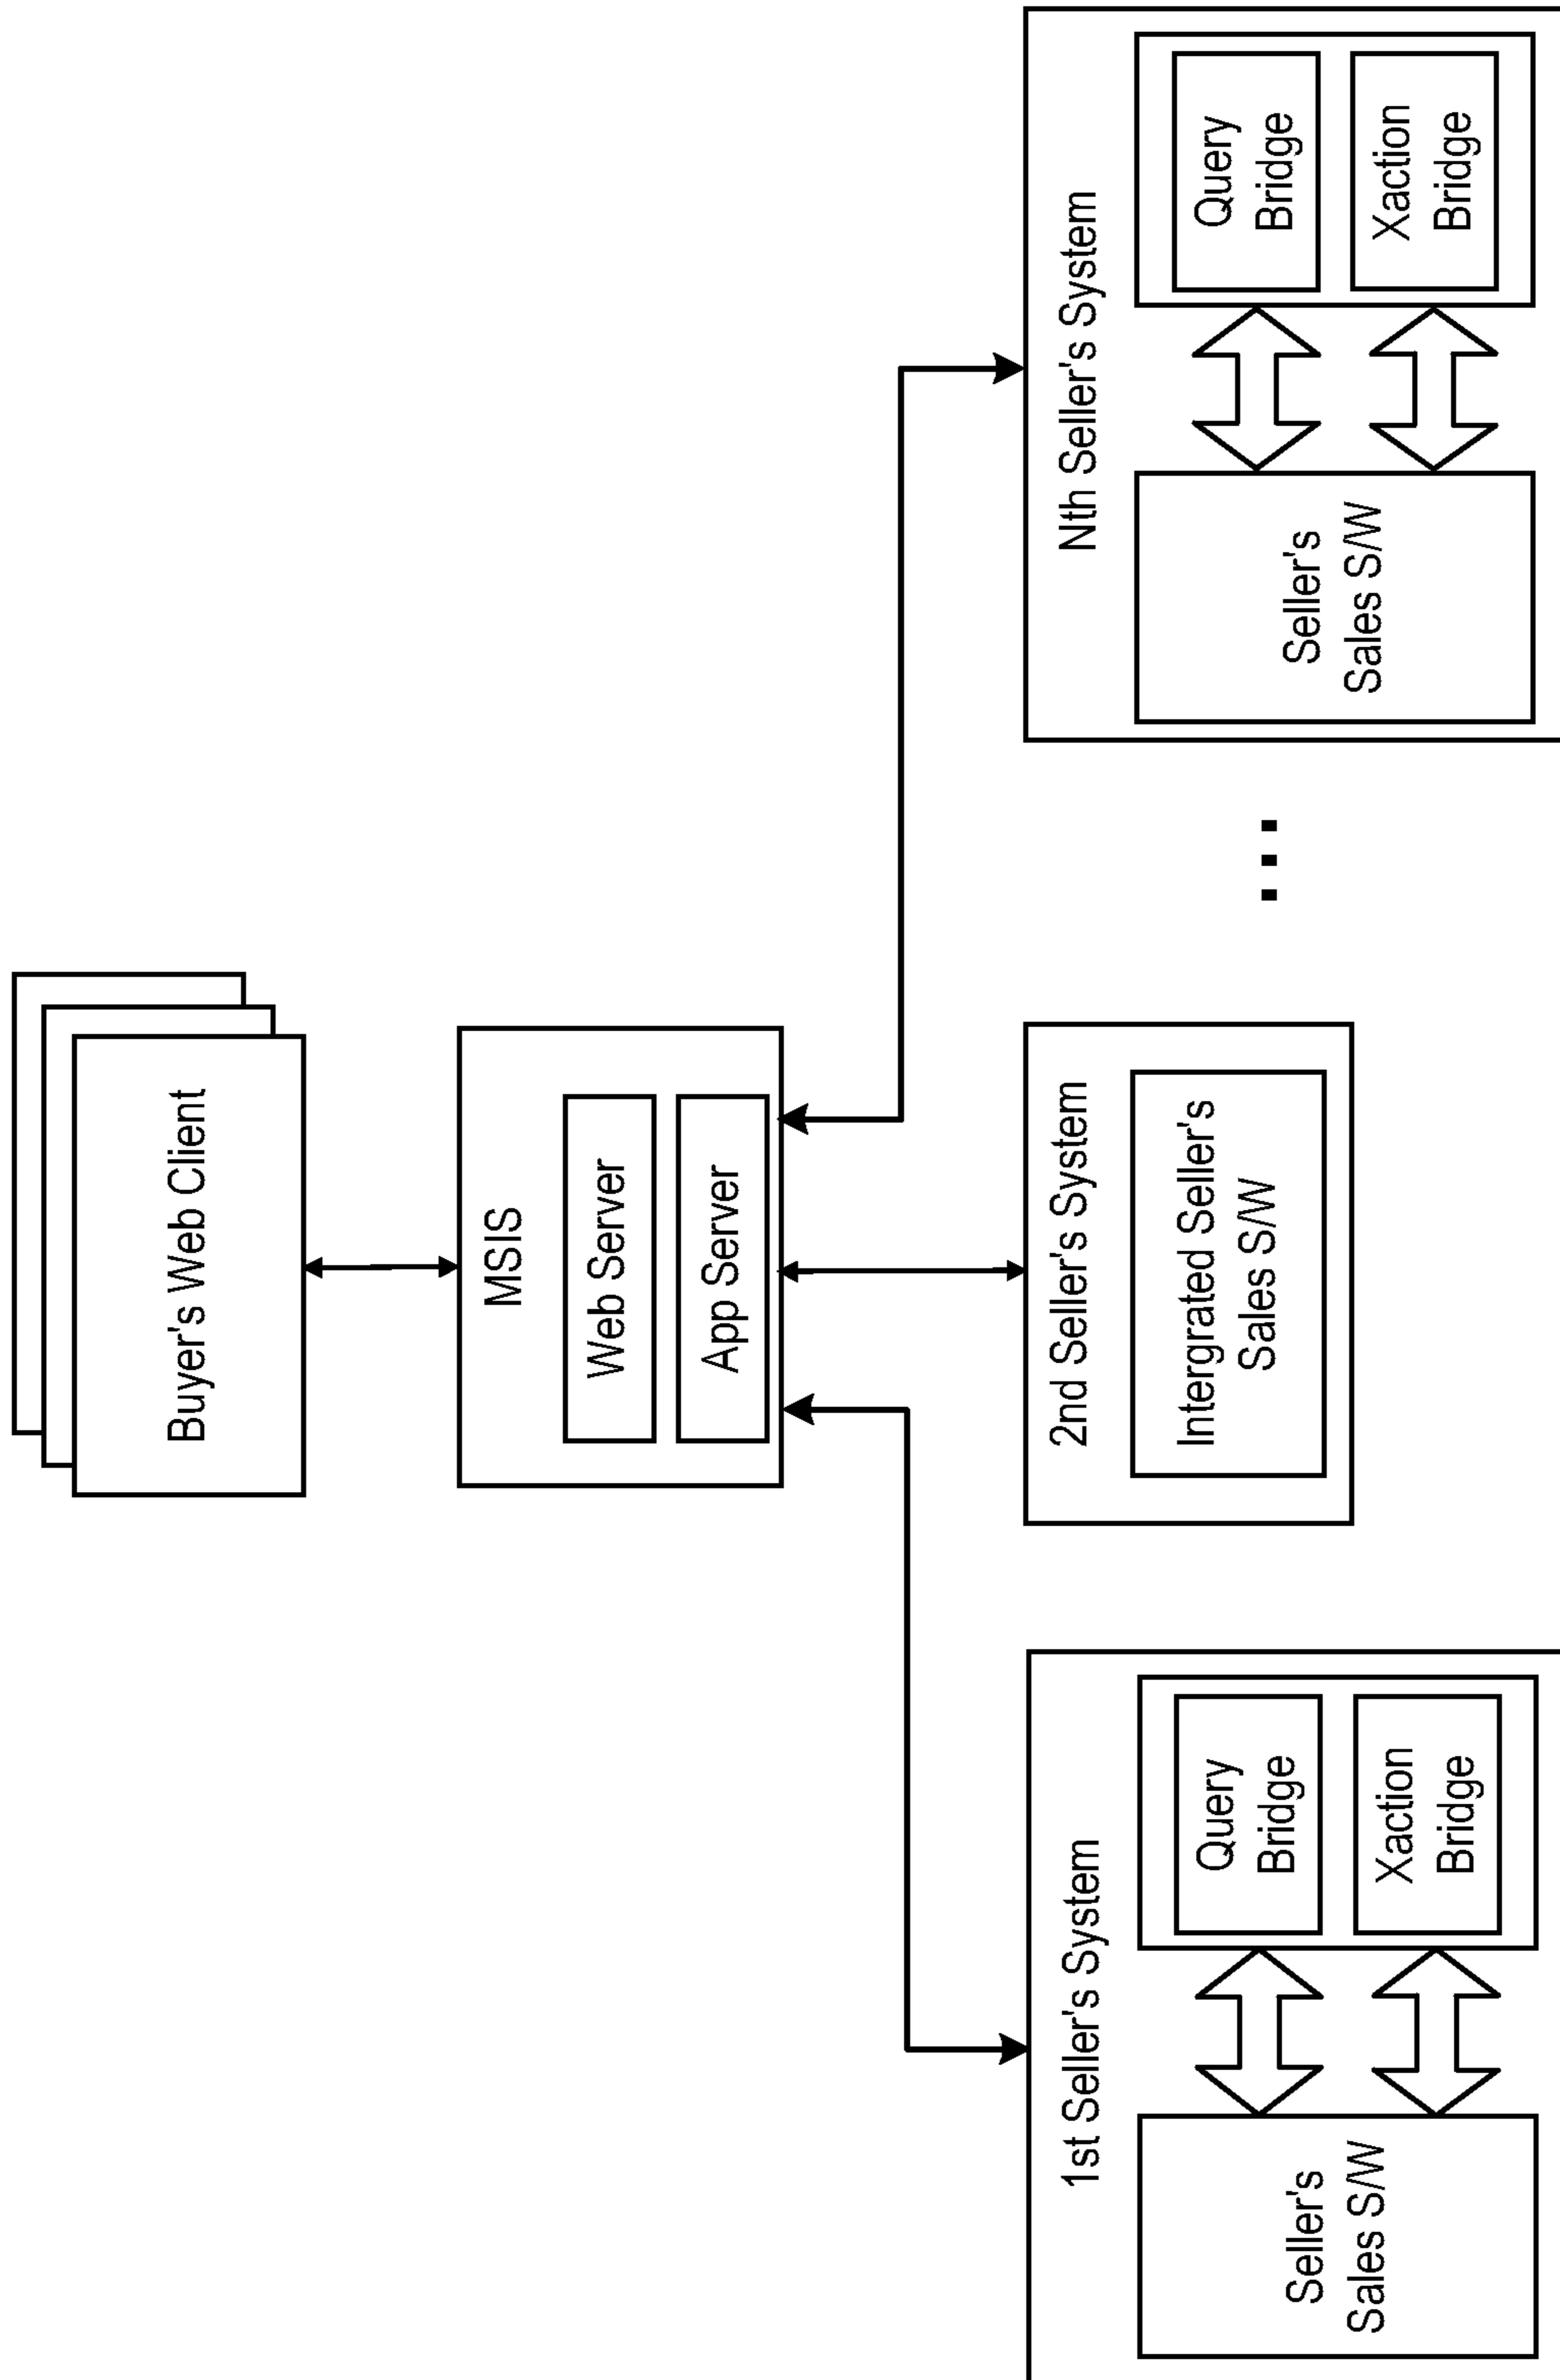 Buyer's Web Client
MSIS
Web Server
App Server
1st Seller's System
Seller's
Sales S/W
Query
Bridge
Xaction
Bridge
2nd Seller's System
Intergrated Seller's
Sales S/W
...
Nth Seller's System
Seller's
Sales S/W
Query
Bridge
Xaction
Bridge